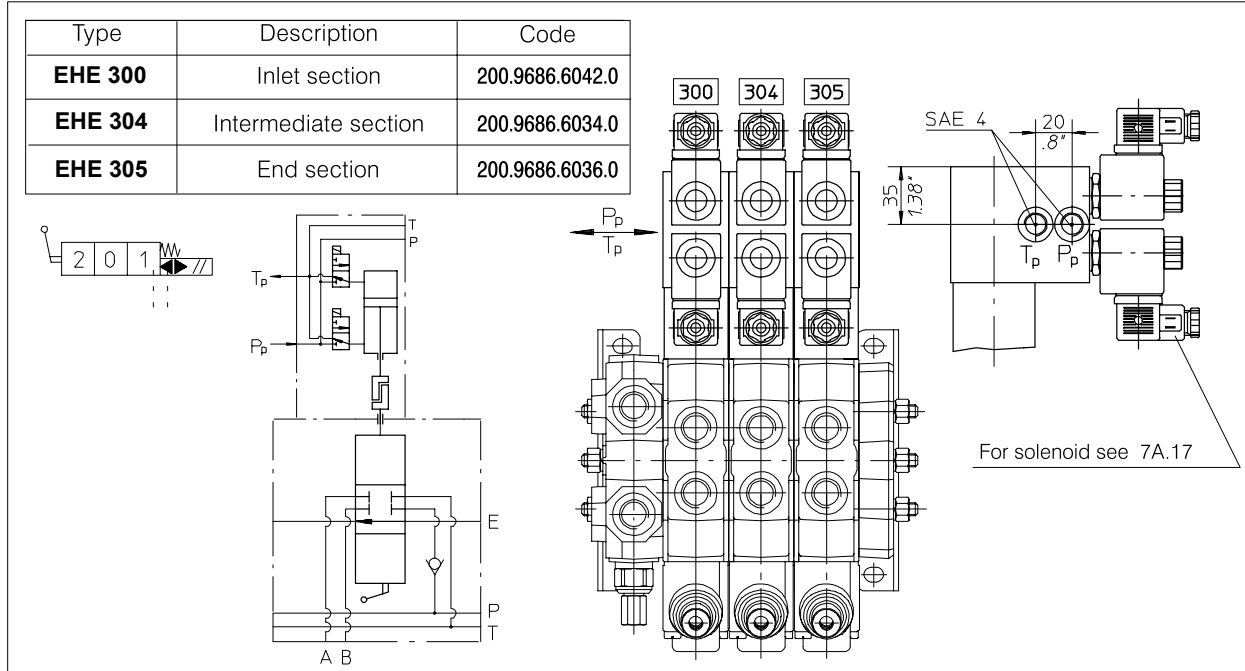 Type Description Code
EHE 300 Inlet section 200.9686.6042.0
EHE 304 Intermediate section 200.9686.6034.0
EHE 305 End section 200.9686.6036.0
300 304 305
SAE 4
20
.8"
35
1.38"
Tp Pp
Pp
Tp
2 0 1
T
P
Tp
Pp
E
P
T
A B
For solenoid see 7A.17